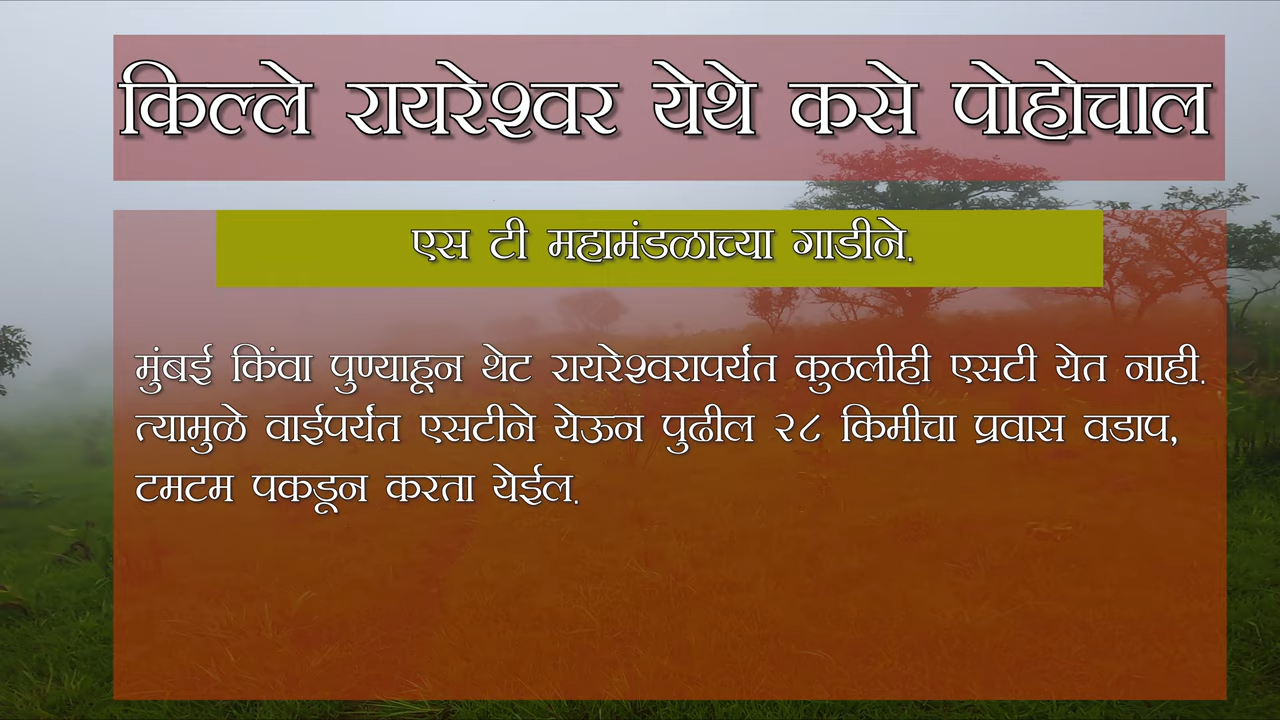 किल्ले रायरेश्वर येथे कसे पोहोचाल
एस टी महामंडळाच्या गाडीने.
मुंबई किंवा पुण्याहून थेट रायरेश्वरापर्यंत कुठलीही एसटी येत नाही.
त्यामुळे वाईपर्यंत एसटीने येऊन पुढील २८ किमीचा प्रवास वडाप,
टमटम पकडून करता येईल.